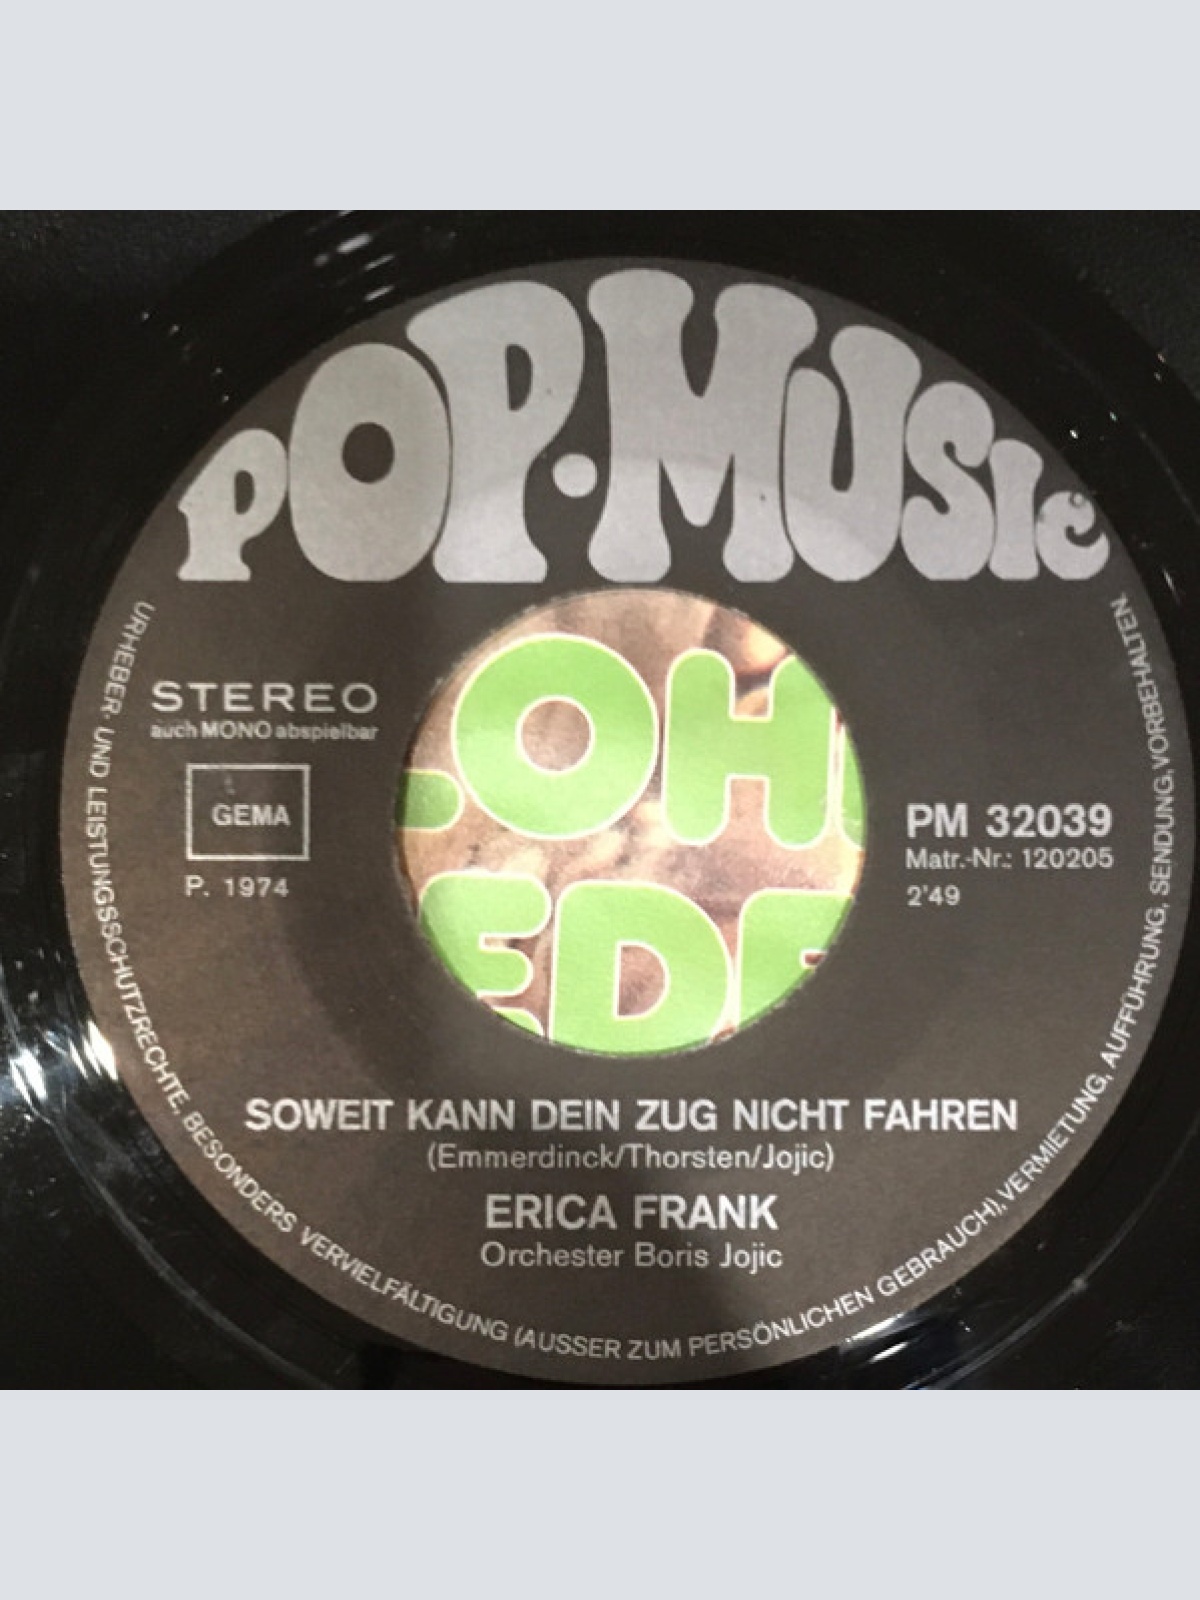 POP·MUSIC
STEREO
auch MONO abspielbar
GEMA
P. 1974
OH
ED
PM 32039
Matr.-Nr.: 120205
2'49
SOWEIT KANN DEIN ZUG NICHT FAHREN
(Emmerdinck/Thorsten/Jojic)
ERICA FRANK
Orchester Boris Jojic
URHEBER- UND LEISTUNGSSCHUTZRECHTE, BESONDERS VERVIELFÄLTIGUNG (AUSSER ZUM PERSÖNLICHEN GEBRAUCH), VERMIETUNG, AUFFÜHRUNG, SENDUNG, VORBEHALTEN.